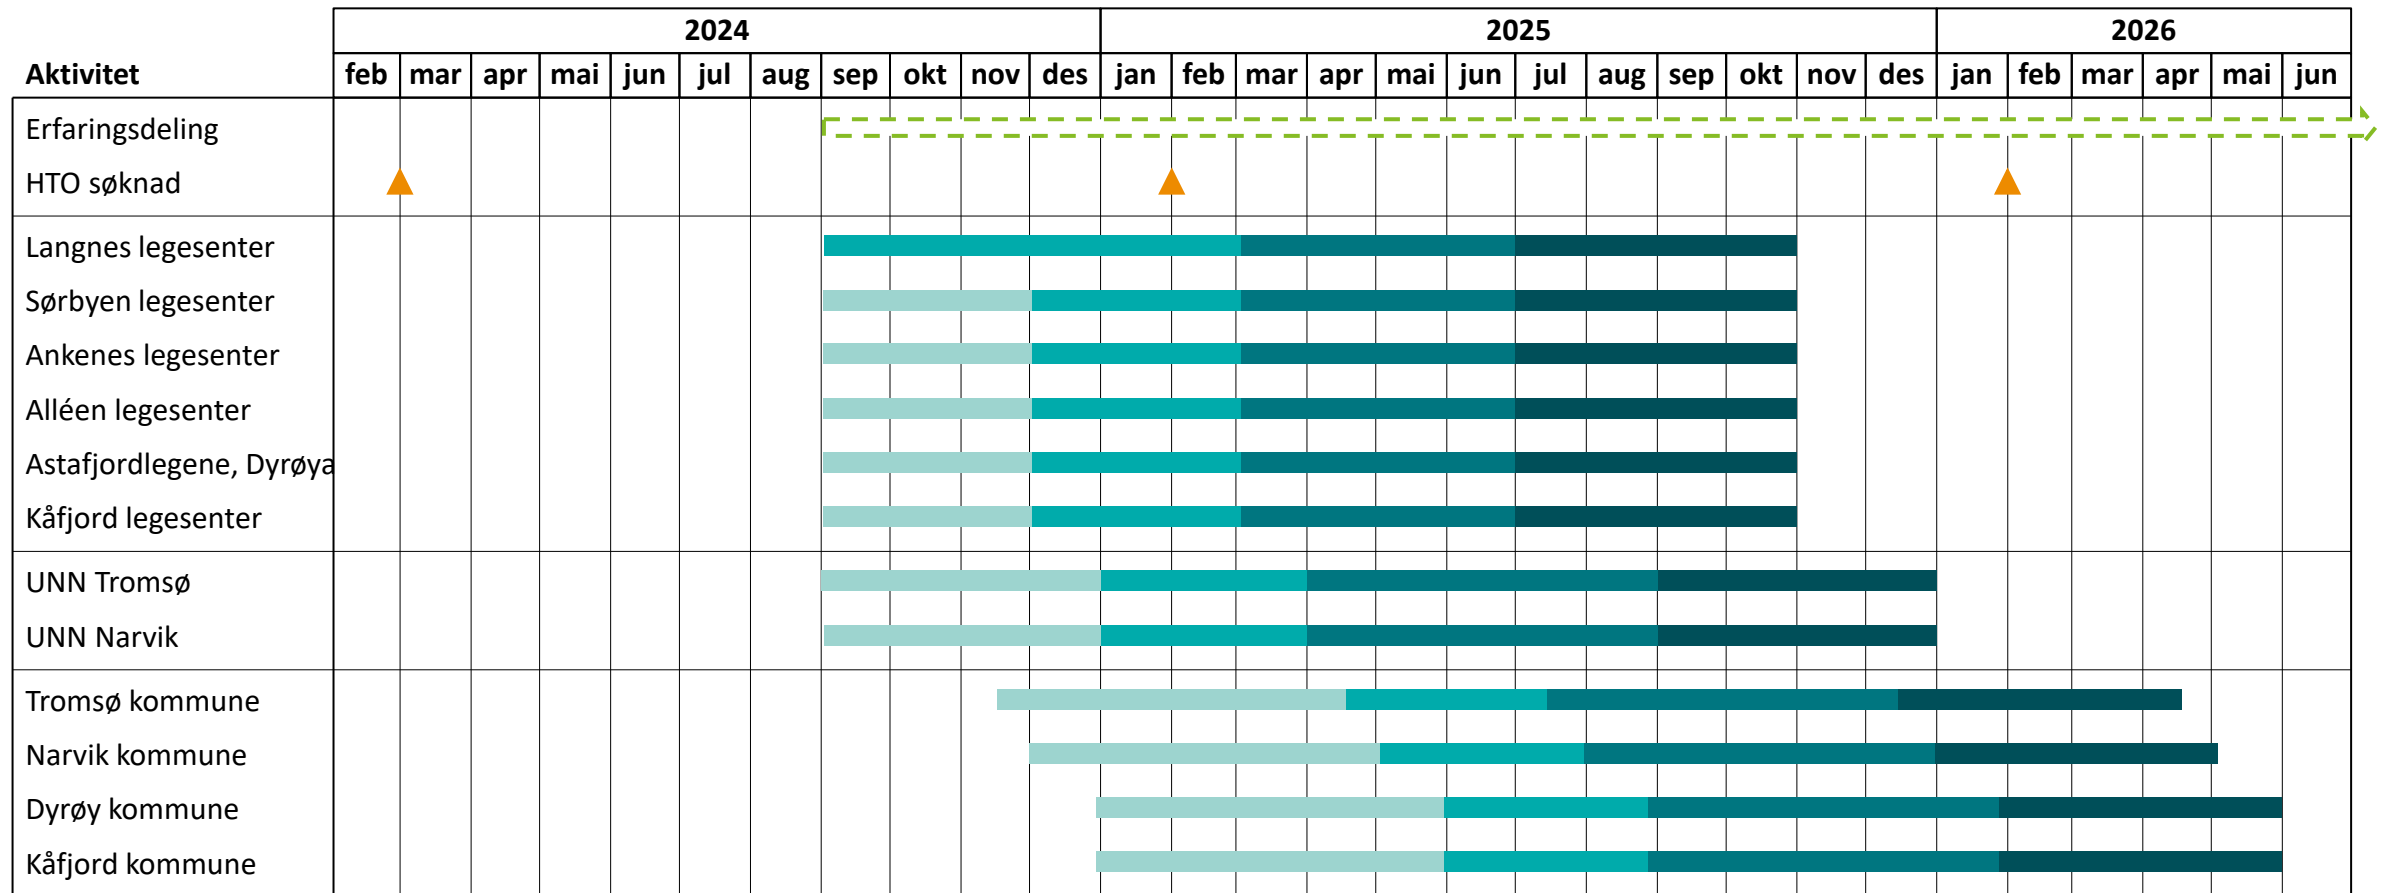 2024 2025 2026
Aktivitet feb mar apr mai jun jul aug sep okt nov des jan feb mar apr mai jun jul aug sep okt nov des jan feb mar apr mai jun
Erfaringsdeling
HTO søknad
Langnes legesenter
Sørbyen legesenter
Ankenes legesenter
Alléen legesenter
Astafjordlegene, Dyrøya
Kåfjord legesenter
UNN Tromsø
UNN Narvik
Tromsø kommune
Narvik kommune
Dyrøy kommune
Kåfjord kommune